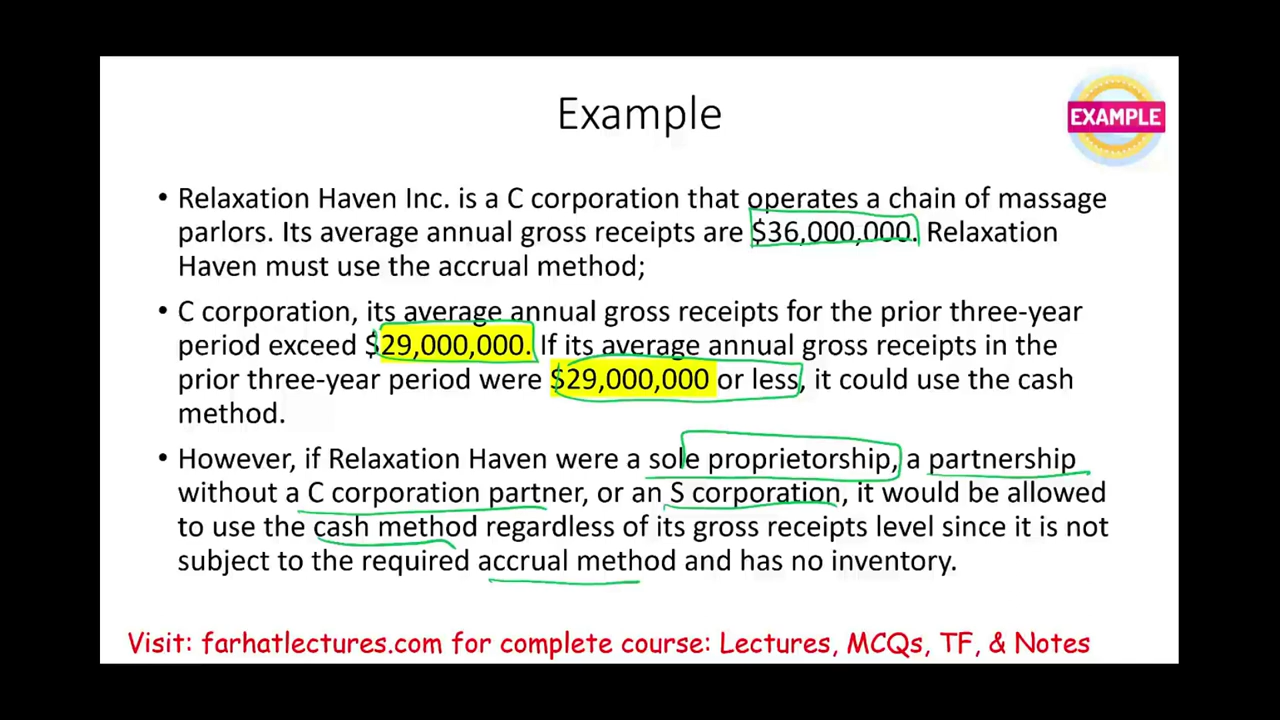 Example
EXAMPLE
• Relaxation Haven Inc. is a C corporation that operates a chain of massage
parlors. Its average annual gross receipts are $36,000,000. Relaxation
Haven must use the accrual method;
• C corporation, its average annual gross receipts for the prior three-year
period exceed $29,000,000. If its average annual gross receipts in the
prior three-year period were $29,000,000 or less, it could use the cash
method.
• However, if Relaxation Haven were a sole proprietorship, a partnership
without a C corporation partner, or an S corporation, it would be allowed
to use the cash method regardless of its gross receipts level since it is not
subject to the required accrual method and has no inventory.
Visit: farhatlectures.com for complete course: Lectures, MCQs, TF, & Notes